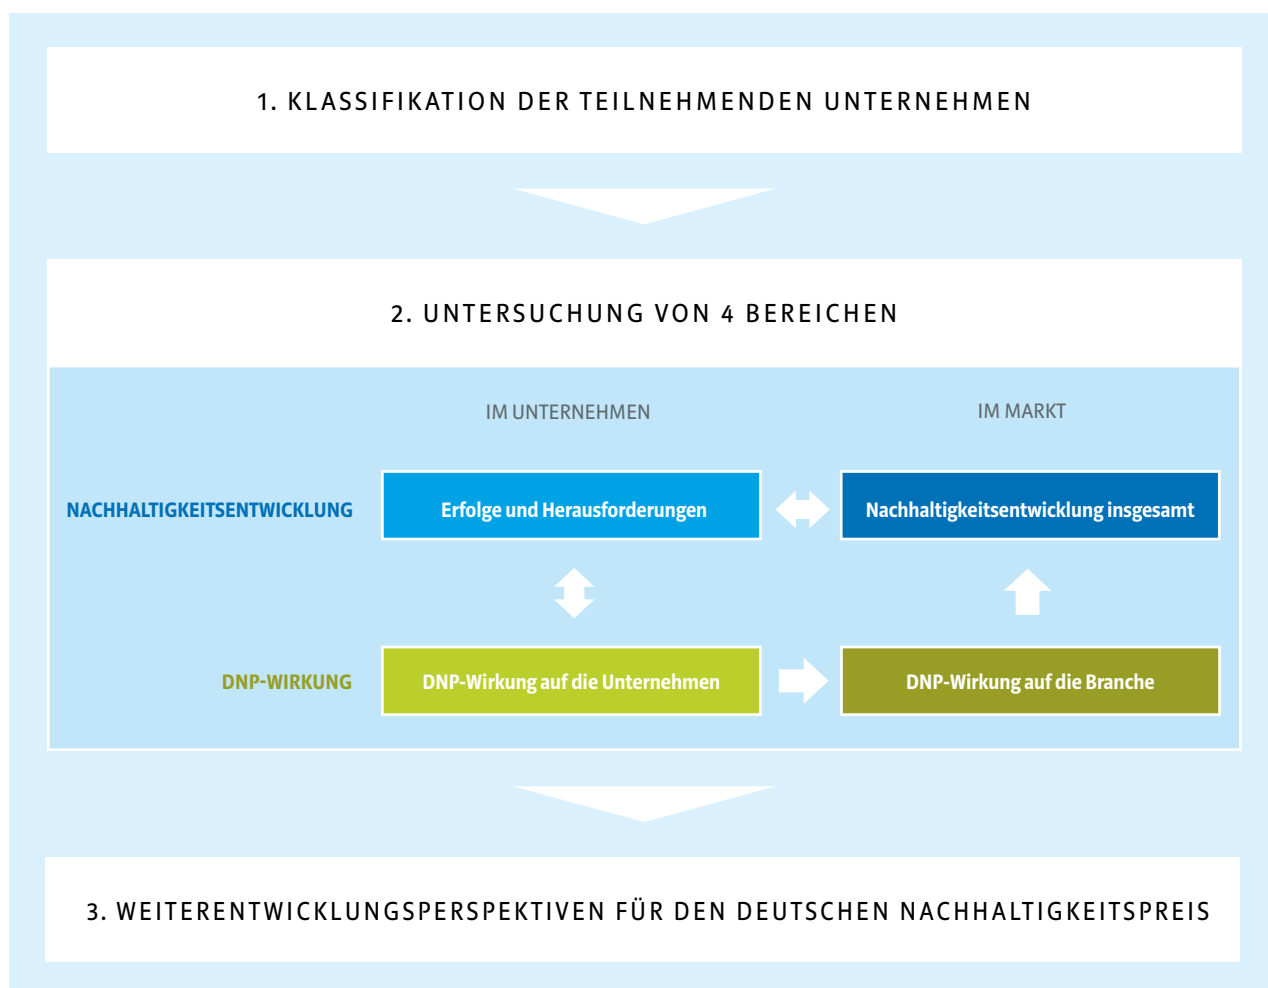 1. KLASSIFIKATION DER TEILNEHMENDEN UNTERNEHMEN
2. UNTERSUCHUNG VON 4 BEREICHEN
IM UNTERNEHMEN
IM MARKT
NACHHALTIGKEITSENTWICKLUNG
Erfolge und Herausforderungen
Nachhaltigkeitsentwicklung insgesamt
DNP-WIRKUNG
DNP-Wirkung auf die Unternehmen
DNP-Wirkung auf die Branche
3. WEITERENTWICKLUNGSPERSPEKTIVEN FÜR DEN DEUTSCHEN NACHHALTIGKEITSPREIS